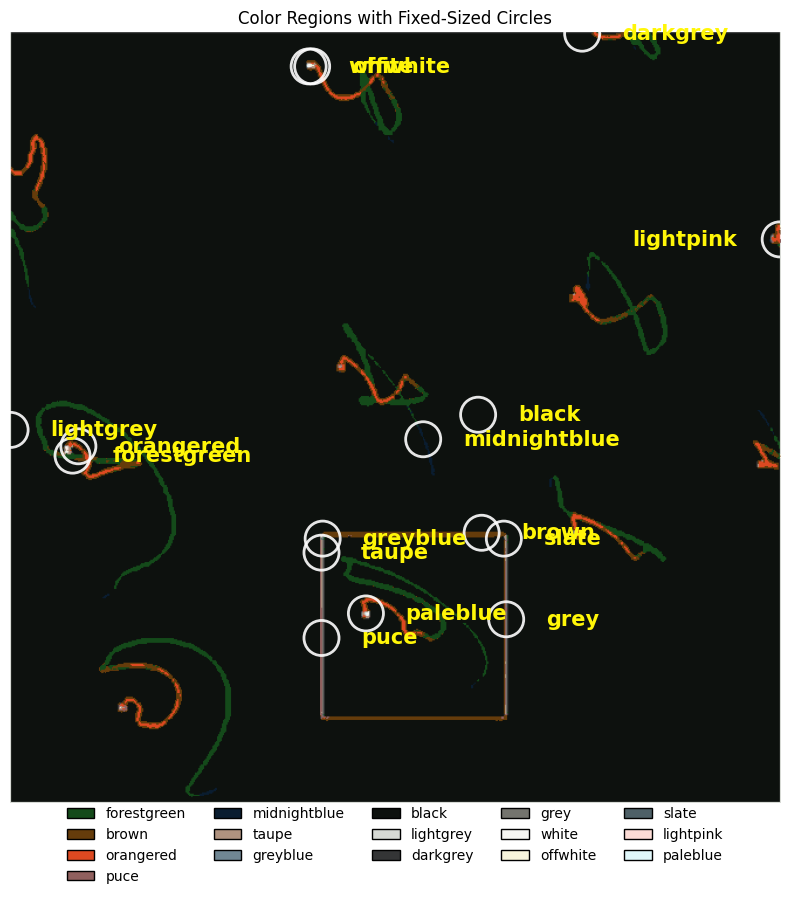 Color Regions with Fixed-Sized Circles
darkgrey
white
offwhite
lightpink
black
lightgrey
midnightblue
orangered
forestgreen
brown
greyblue
slate
taupe
paleblue
grey
puce
forestgreen midnightblue black grey slate
brown taupe lightgrey white lightpink
orangered greyblue darkgrey offwhite paleblue
puce